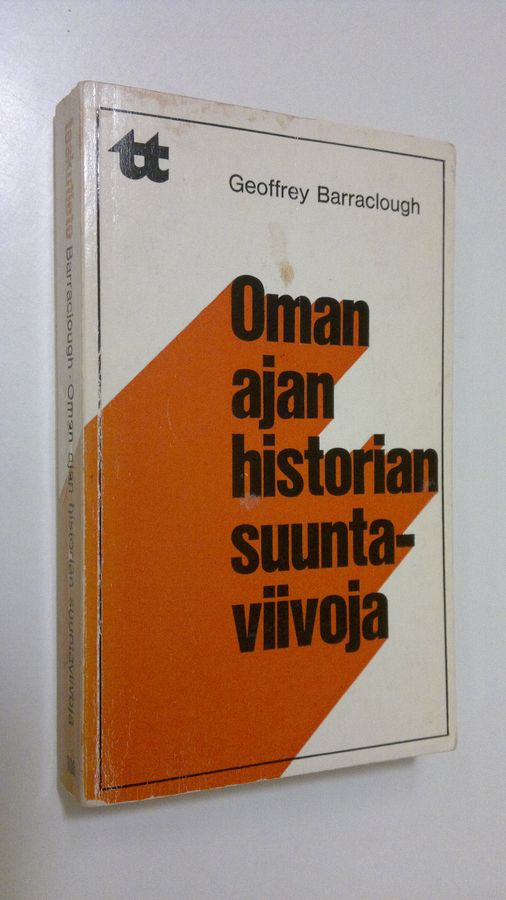 tt
Geoffrey Barraclough
Oman
ajan
historian
suunta-
viivoja
Barraclough · Oman ajan historian suuntaviivoja